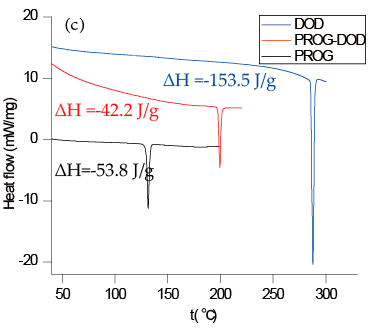 (c)
DOD
PROG-DOD
PROG
ΔH =-153.5 J/g
ΔH =-42.2 J/g
ΔH=-53.8 J/g
Heat flow (mW/mg)
20
10
0
-10
-20
50
100
150
200
250
300
t( °C)